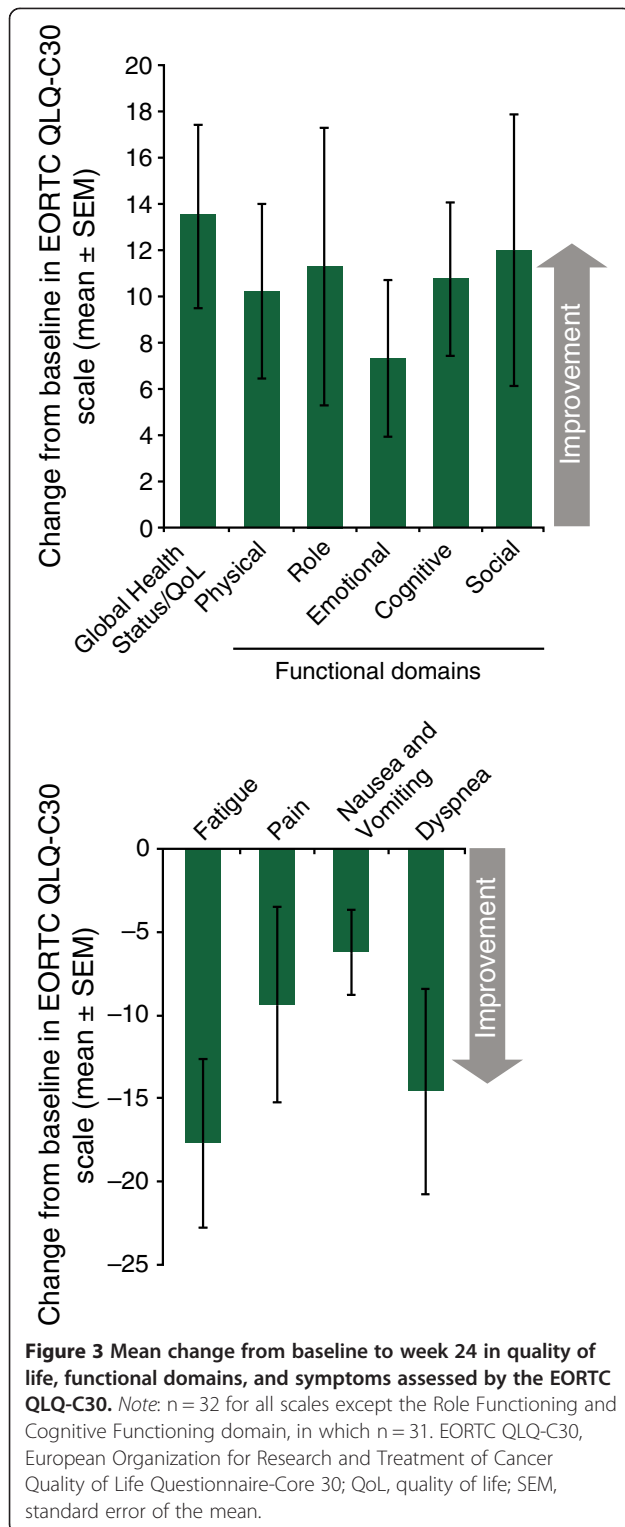 Change from baseline in EORTC QLQ-C30
scale (mean ± SEM)
20
18
16
14
12
10
8
6
4
2
0
Improvement
Global Health
Status/QoL
Physical
Role
Emotional
Cognitive
Social
Functional domains
Change from baseline in EORTC QLQ-C30
scale (mean ± SEM)
Fatigue
Pain
Nausea and
Vomiting
Dyspnea
0
−5
−10
−15
−20
−25
Improvement
Figure 3 Mean change from baseline to week 24 in quality of
life, functional domains, and symptoms assessed by the EORTC
QLQ-C30. Note: n = 32 for all scales except the Role Functioning and
Cognitive Functioning domain, in which n = 31. EORTC QLQ-C30,
European Organization for Research and Treatment of Cancer
Quality of Life Questionnaire-Core 30; QoL, quality of life; SEM,
standard error of the mean.